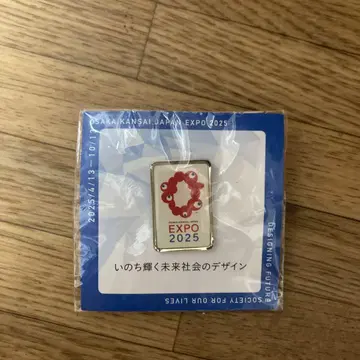 OSAKA KANSAI JAPAN EXPO 2025
2025/4/13—10/1
EXPO
2025
いのち輝く未来社会のデザイン
DESIGNING FUTURE
SOCIETY FOR OUR LIVES